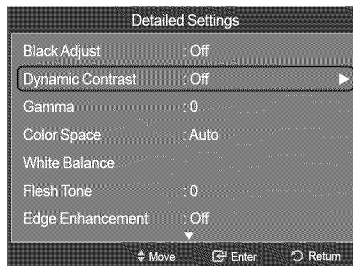 Detailed Settings
Black Adjust : Off
Dynamic Contrast : Off
Gamma : 0
Color Space : Auto
White Balance
Flesh Tone : 0
Edge Enhancement : Off
Move Enter Return